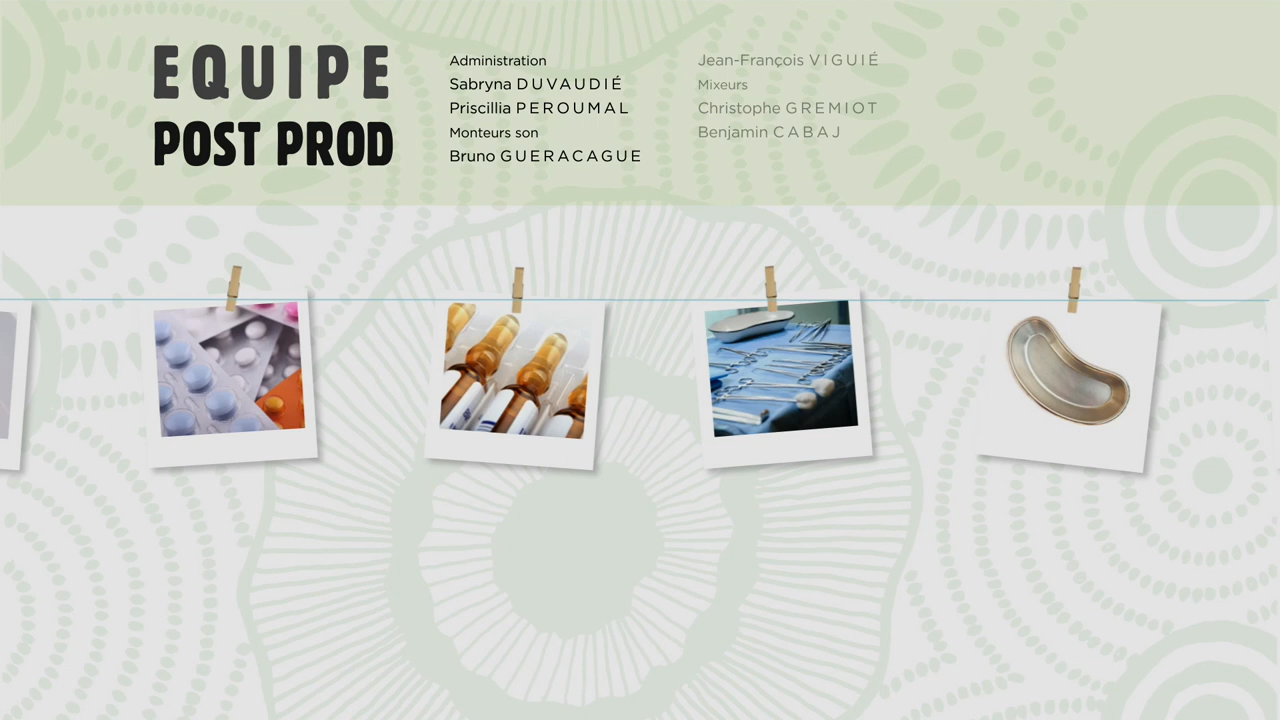 EQUIPE
POST PROD
Administration
Sabryna DUVAUDIÉ
Priscillia PEROUMAL
Monteurs son
Bruno GUERACAGUE
Jean-François VIGUIÉ
Mixeurs
Christophe GREMIOT
Benjamin CABAJ